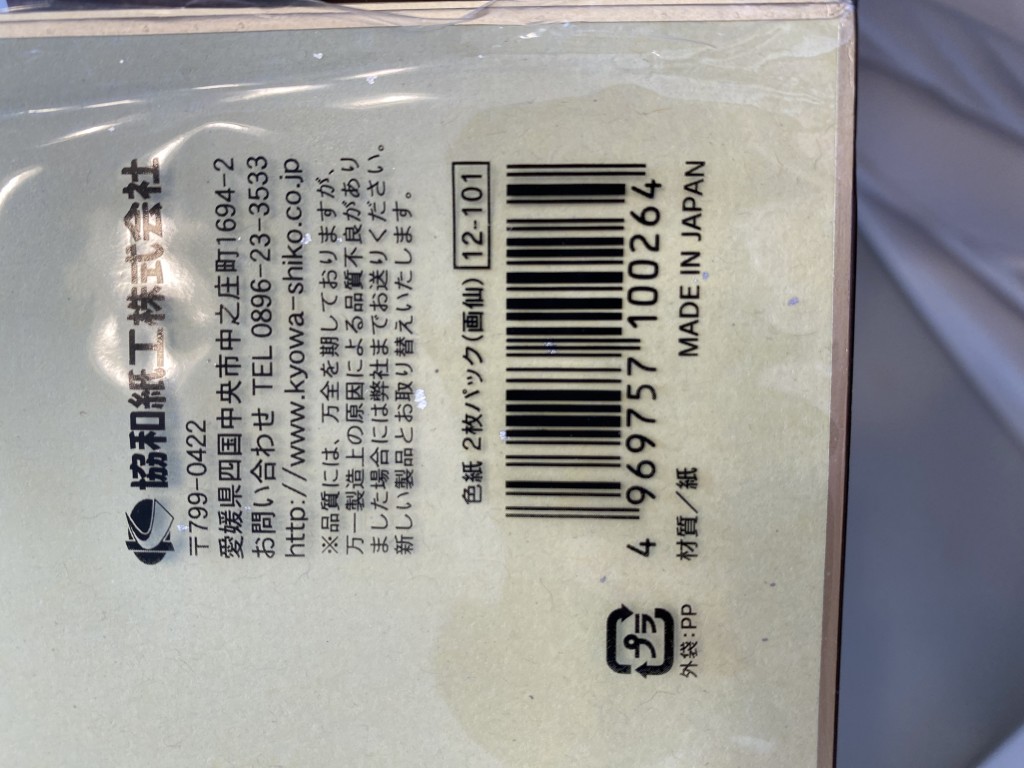 協和紙工株式会社
〒799-0422
愛媛県四国中央市中之庄町1694-2
お問い合わせ TEL 0896-23-3533
http://www.kyowa-shiko.co.jp
※品質には、万全を期しておりますが、
万一製造上の原因による品質不良があり
ました場合には弊社までお送りください。
新しい製品とお取り替えいたします。
色紙 2枚パック(画仙) 12-101
4 969757 100264
材質/紙 MADE IN JAPAN
プラ
外袋:PP